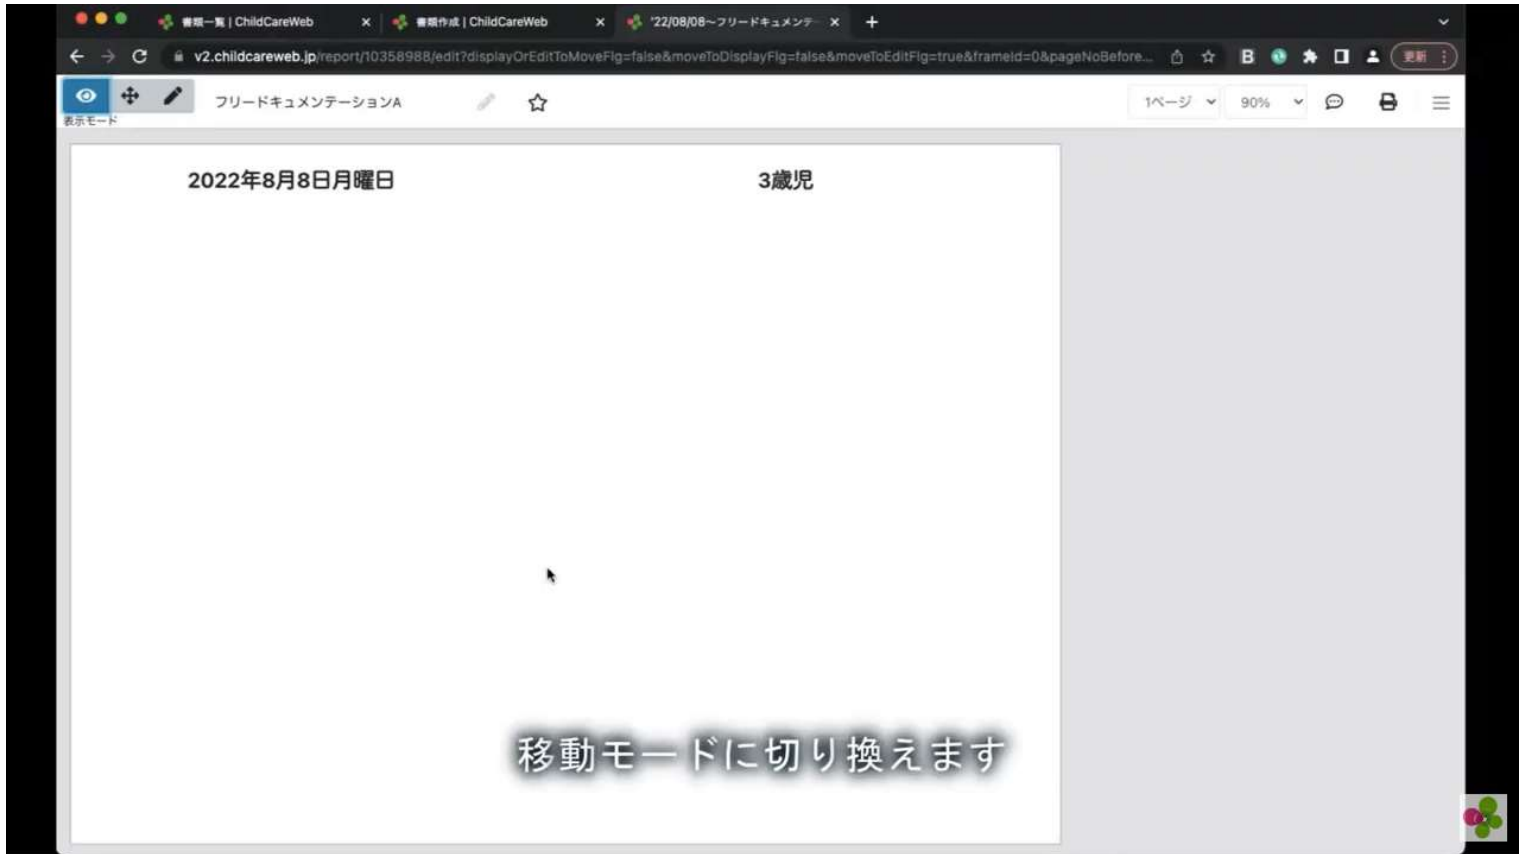 書類一覧 | ChildCareWeb
書類作成 | ChildCareWeb
'22/08/08〜フリードキュメンテ
v2.childcareweb.jp/report/10358988/edit?displayOrEditToMoveFlg=false&moveToDisplayFlg=false&moveToEditFlg=true&frameId=0&pageNoBefore...
B
更新
フリードキュメンテーションA
1ページ
90%
表示モード
2022年8月8日月曜日
3歳児
移動モードに切り換えます